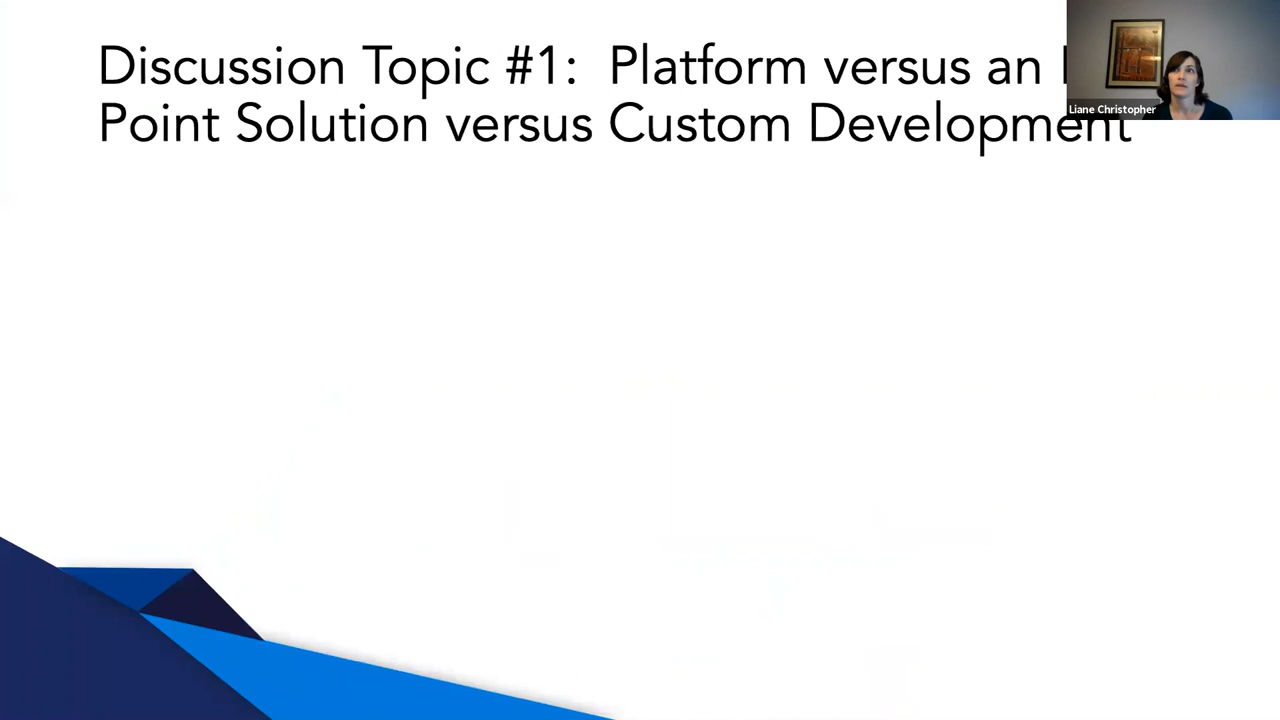 Discussion Topic #1: Platform versus an
Point Solution versus Custom Development
Liane Christopher